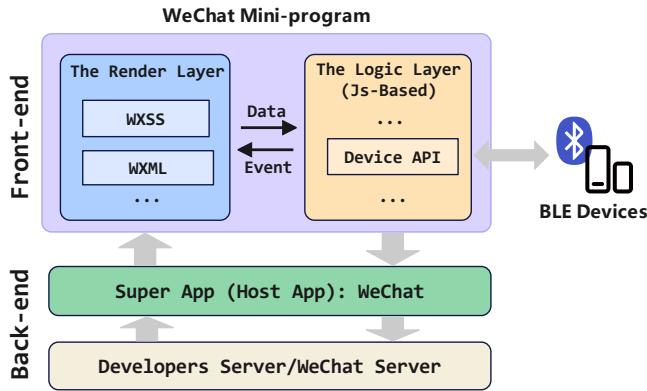 WeChat Mini-program
Front-end
The Render Layer
WXSS
WXML
...
Data
Event
The Logic Layer
(Js-Based)
...
Device API
...
BLE Devices
Back-end
Super App (Host App): WeChat
Developers Server/WeChat Server